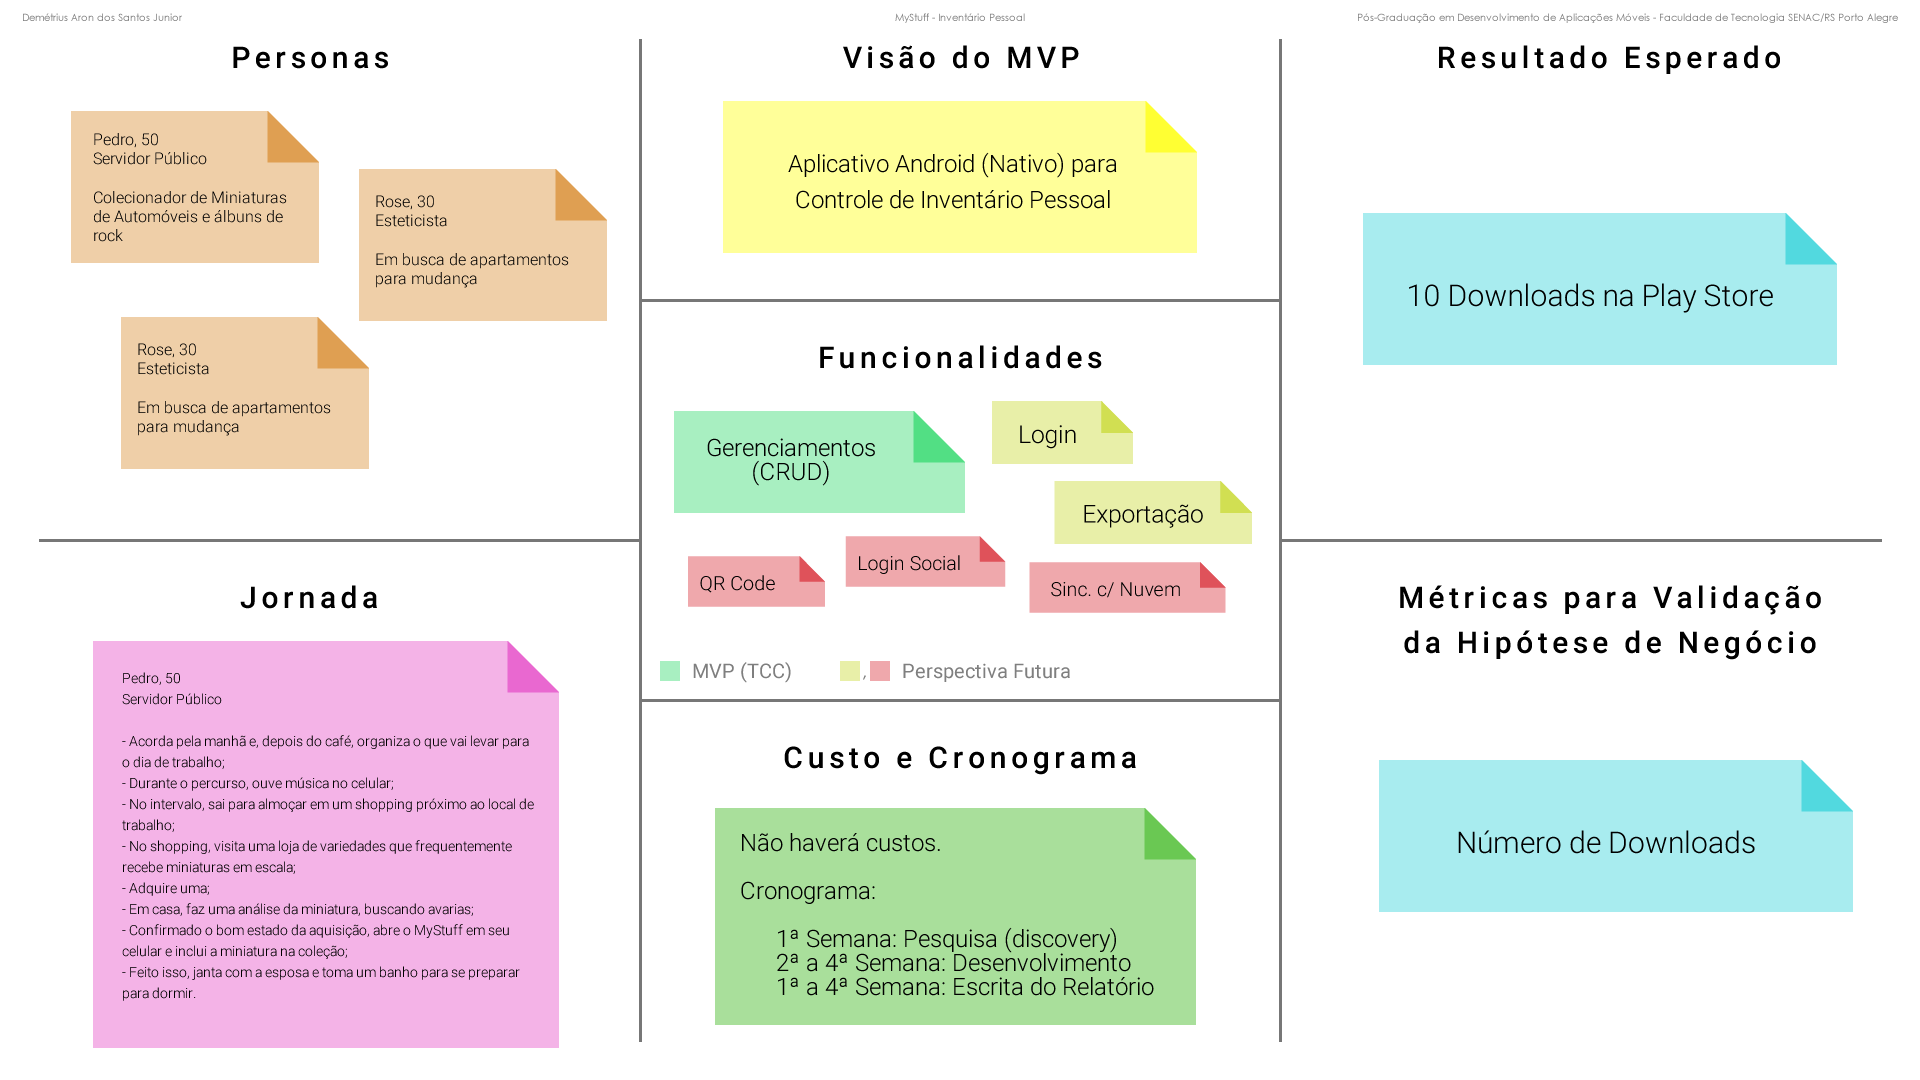 Demétrius Aron dos Santos Junior
MyStuff - Inventário Pessoal
Pós-Graduação em Desenvolvimento de Aplicações Móveis - Faculdade de Tecnologia SENAC/RS Porto Alegre
Personas
Pedro, 50
Servidor Público
Colecionador de Miniaturas
de Automóveis e álbuns de
rock
Rose, 30
Esteticista
Em busca de apartamentos
para mudança
Rose, 30
Esteticista
Em busca de apartamentos
para mudança
Jornada
Pedro, 50
Servidor Público
- Acorda pela manhã e, depois do café, organiza o que vai levar para
o dia de trabalho;
- Durante o percurso, ouve música no celular;
- No intervalo, sai para almoçar em um shopping próximo ao local de
trabalho;
- No shopping, visita uma loja de variedades que frequentemente
recebe miniaturas em escala;
- Adquire uma;
- Em casa, faz uma análise da miniatura, buscando avarias;
- Confirmado o bom estado da aquisição, abre o MyStuff em seu
celular e inclui a miniatura na coleção;
- Feito isso, janta com a esposa e toma um banho para se preparar
para dormir.
Visão do MVP
Aplicativo Android (Nativo) para
Controle de Inventário Pessoal
Funcionalidades
Gerenciamentos
(CRUD)
Login
Exportação
QR Code
Login Social
Sinc. c/ Nuvem
MVP (TCC)
, Perspectiva Futura
Custo e Cronograma
Não haverá custos.
Cronograma:
1ª Semana: Pesquisa (discovery)
2ª a 4ª Semana: Desenvolvimento
1ª a 4ª Semana: Escrita do Relatório
Resultado Esperado
10 Downloads na Play Store
Métricas para Validação
da Hipótese de Negócio
Número de Downloads